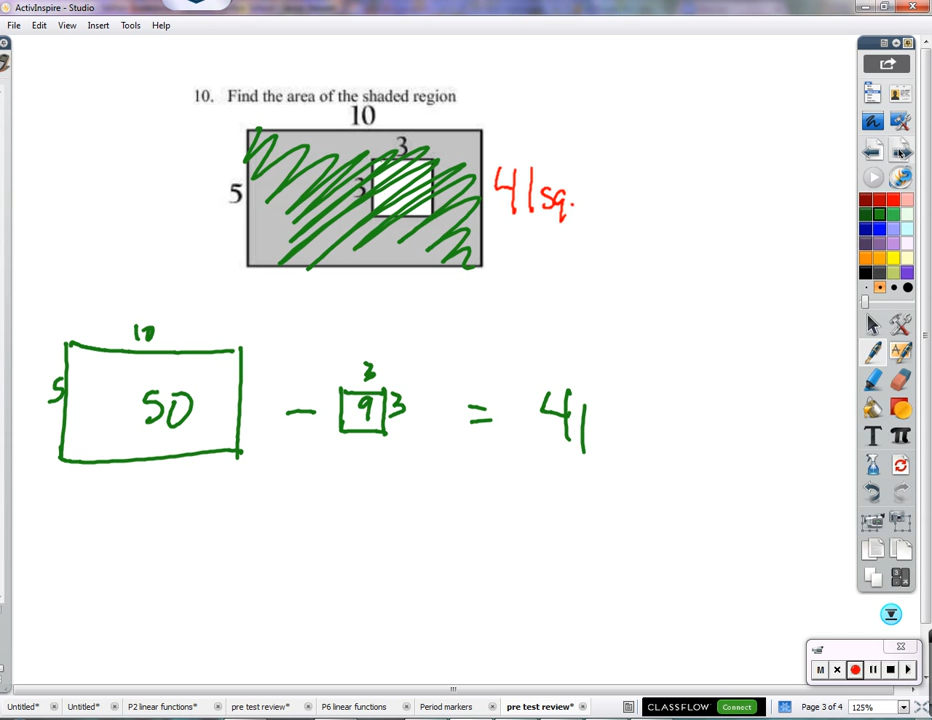 ActivInspire - Studio
File Edit View Insert Tools Help
10. Find the area of the shaded region
10
3
5
3
41 sq.
10
5
50
-
3
9
3
=
41
M
Untitled* Untitled* P2 linear functions* pre test review* P6 linear functions Period markers pre test review* CLASSFLOW Connect Page 3 of 4 125%